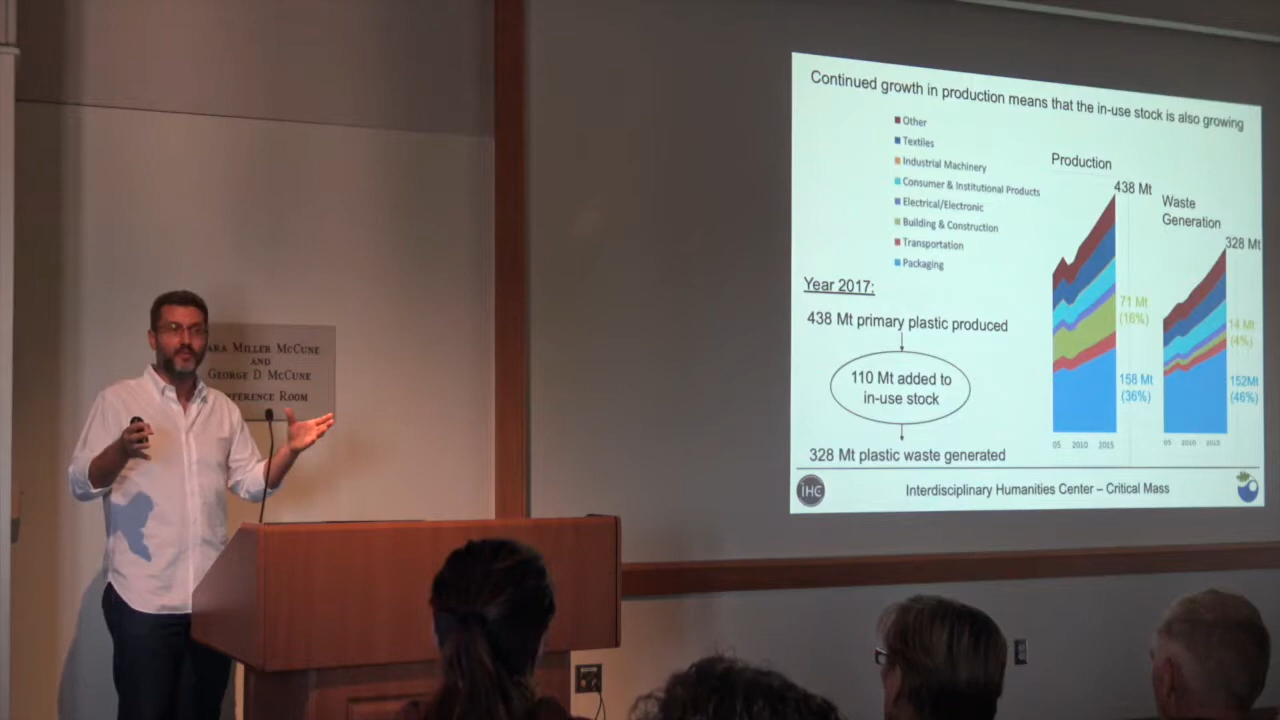 ARA MILLER MCCUNE
AND
GEORGE D. MCCUNE
FERENCE ROOM
Continued growth in production means that the in-use stock is also growing
Other
Textiles
Industrial Machinery
Consumer & Institutional Products
Electrical/Electronic
Building & Construction
Transportation
Packaging
Year 2017:
438 Mt primary plastic produced
110 Mt added to
in-use stock
328 Mt plastic waste generated
Production
438 Mt
71 Mt
(16%)
158 Mt
(36%)
05 2010 2015
Waste
Generation
328 Mt
14 Mt
(4%)
152Mt
(46%)
05 2010 2015
IHC
Interdisciplinary Humanities Center – Critical Mass